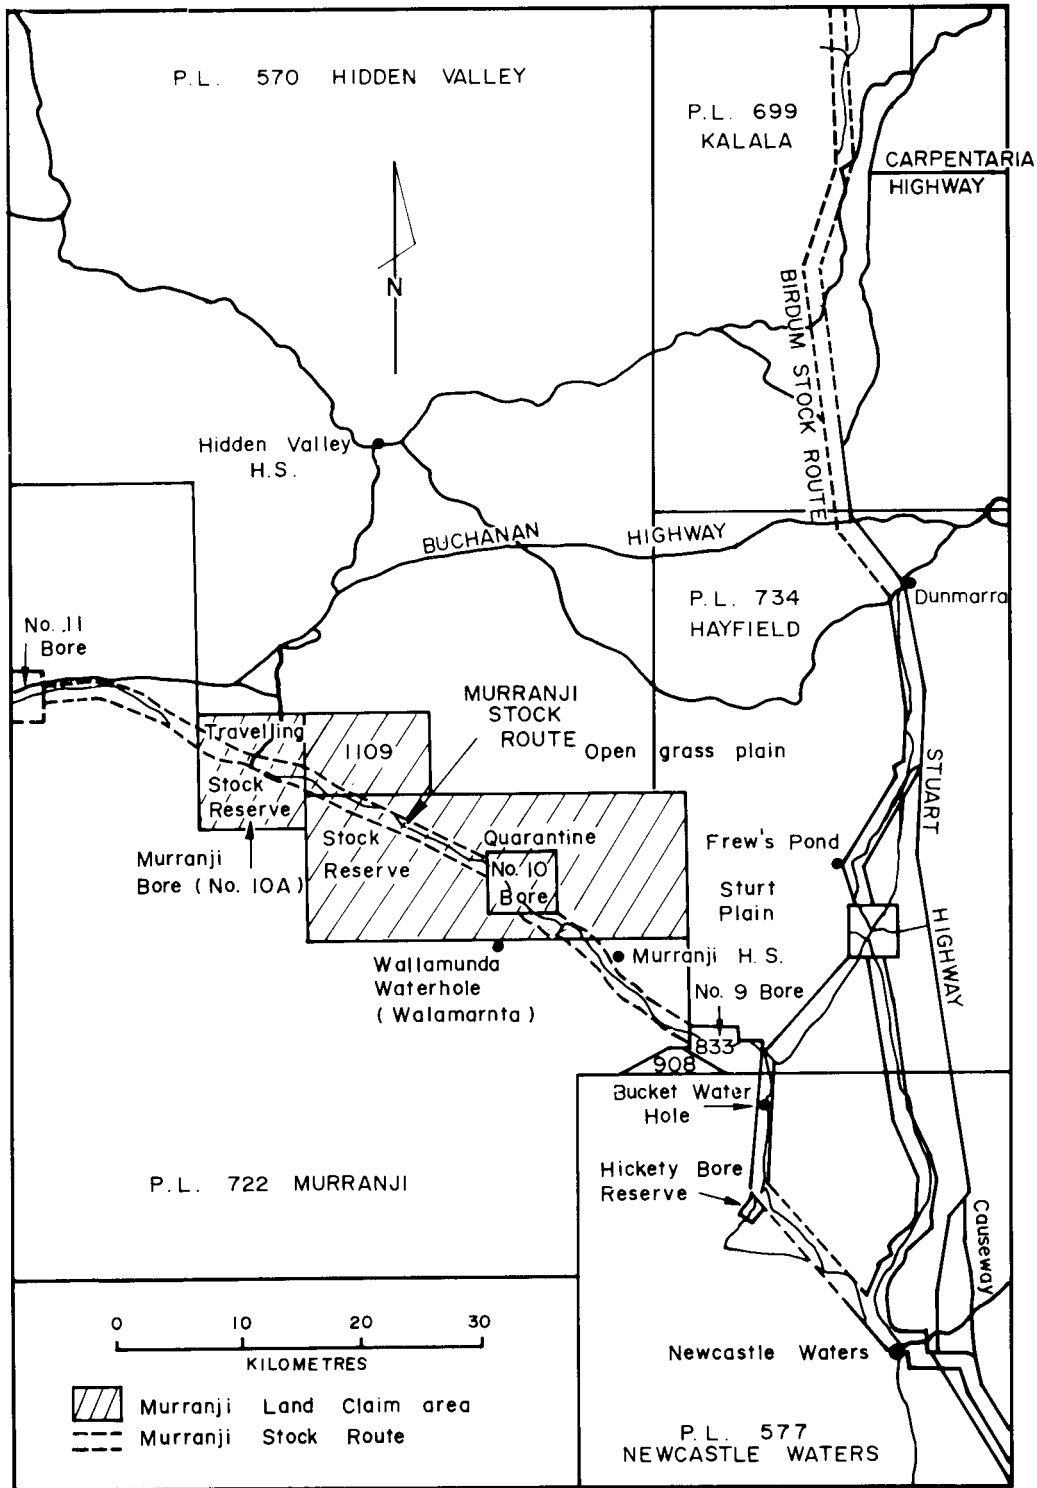 P.L. 570 HIDDEN VALLEY
P.L. 699
KALALA
CARPENTARIA
HIGHWAY
N
BIRDUM STOCK ROUTE
Hidden Valley
H.S.
BUCHANAN HIGHWAY
P.L. 734
HAYFIELD
Dunmarra
No. 11
Bore
MURRANJI
STOCK
ROUTE
Travelling
Stock
Reserve
1109
Open grass plain
STUART
HIGHWAY
Murranji
Bore (No. 10A)
Stock
Reserve
Quarantine
No. 10
Bore
Frew's Pond
Sturt
Plain
Wallamunda
Waterhole
(Walamarnta)
Murranji H.S.
No. 9 Bore
833
908
Bucket Water
Hole
Hickety Bore
Reserve
P.L. 722 MURRANJI
Causeway
0 10 20 30
KILOMETRES
Murranji Land Claim area
Murranji Stock Route
Newcastle Waters
P.L. 577
NEWCASTLE WATERS